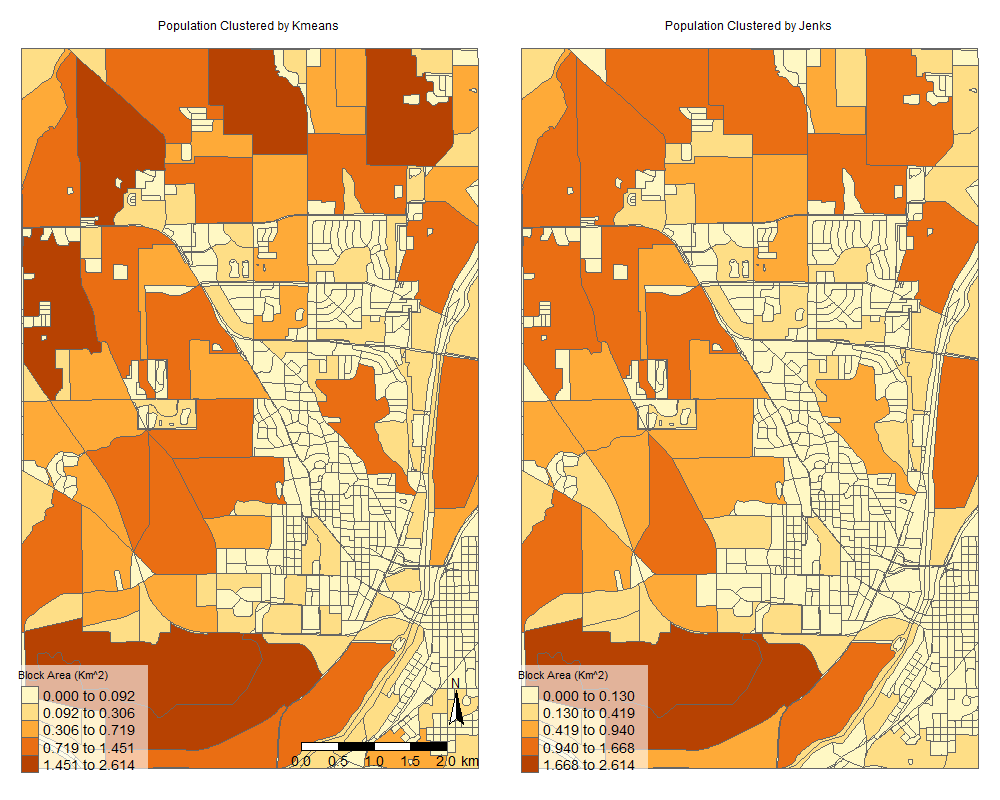 Population Clustered by Kmeans
Population Clustered by Jenks
Block Area (Km^2)
0.000 to 0.092
0.092 to 0.306
0.306 to 0.719
0.719 to 1.451
1.451 to 2.614
N
0.0 0.5 1.0 1.5 2.0 km
Block Area (Km^2)
0.000 to 0.130
0.130 to 0.419
0.419 to 0.940
0.940 to 1.668
1.668 to 2.614